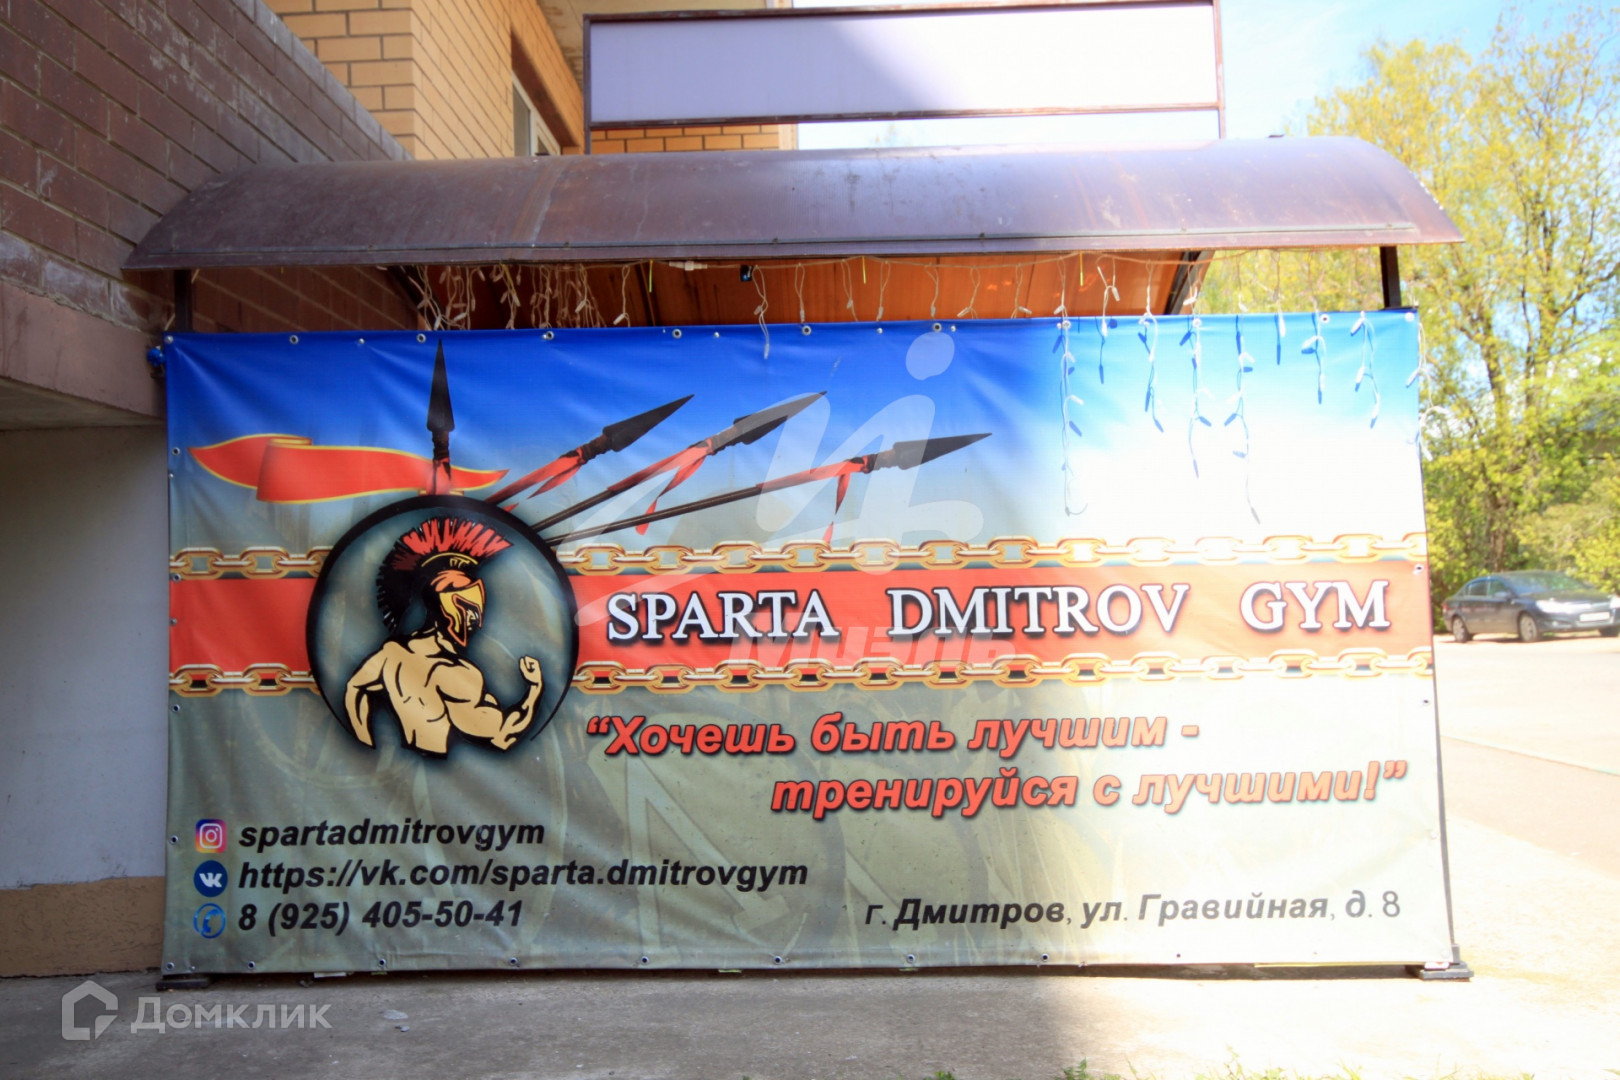 SPARTA DMITROV GYM
“Хочешь быть лучшим -
тренируйся с лучшими!”
spartadmitrovgym
https://vk.com/sparta.dmitrovgym
8 (925) 405-50-41
г. Дмитров, ул. Гравийная, д. 8
Миэль
Домклик